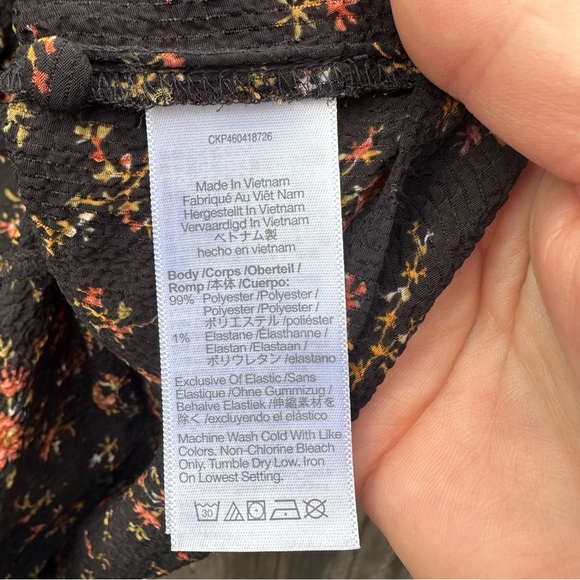 CKP460418726
Made In Vietnam
Fabriqué Au Viêt Nam
Hergestellt In Vietnam
Vervaardigd In Vietnam
ベトナム製
hecho en vietnam
Body /Corps /Oberteil /
Romp /本体 /Cuerpo:
99% Polyester /Polyester /
Polyester /Polyester /
ポリエステル /poliéster
1% Elastane /Élasthanne /
Elastan /Elastaan /
ポリウレタン /elastano
Exclusive Of Elastic /Sans
Élastique /Ohne Gummizug /
Behalve Elastiek /伸縮素材を
除く /excluyendo el elástico
Machine Wash Cold With Like
Colors. Non-Chlorine Bleach
Only. Tumble Dry Low. Iron
On Lowest Setting.
30